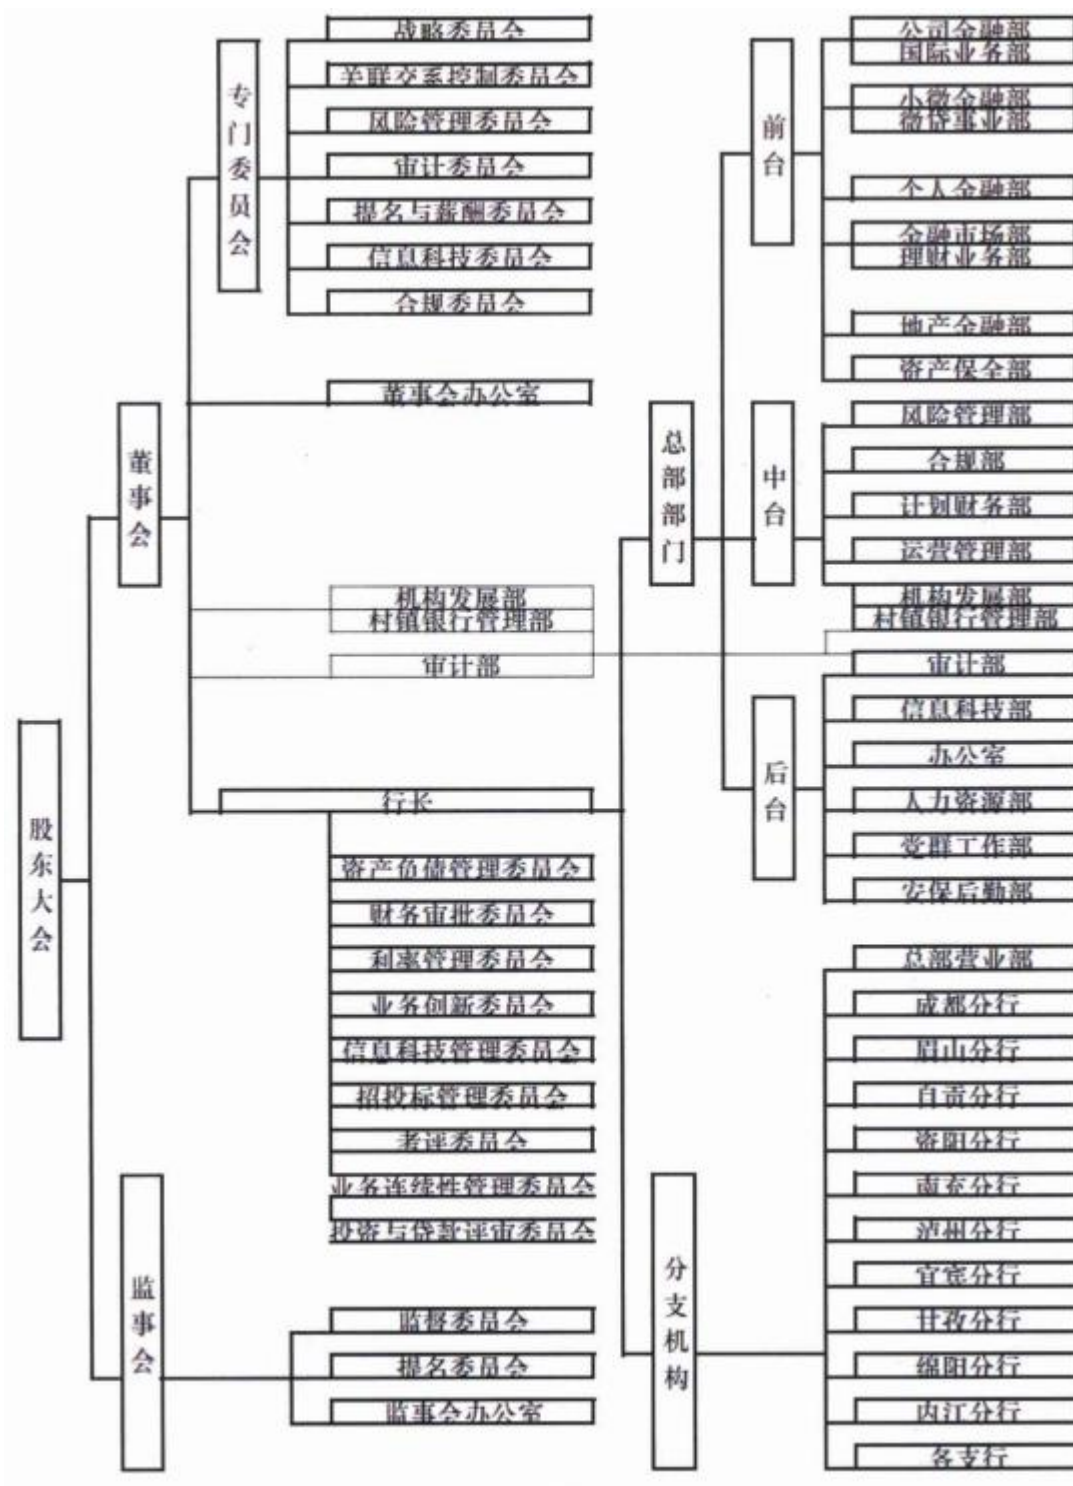 股东大会
董事会
专门委员会
战略委员会
关联交系控制委员会
风险管理委员会
审计委员会
提名与薪酬委员会
信息科技委员会
合规委员会
董事会办公室
机构发展部
村镇银行管理部
审计部
行长
资产负债管理委员会
财务审批委员会
利率管理委员会
业务创新委员会
信息科技管理委员会
招投标管理委员会
考评委员会
业务连续性管理委员会
投资与贷款评审委员会
监事会
监督委员会
提名委员会
监事会办公室
总部部门
前台
公司金融部
国际业务部
小微金融部
微贷事业部
个人金融部
金融市场部
理财业务部
地产金融部
资产保全部
中台
风险管理部
合规部
计划财务部
运营管理部
机构发展部
村镇银行管理部
后台
审计部
信息科技部
办公室
人力资源部
党群工作部
安保后勤部
分支机构
总部营业部
成都分行
眉山分行
自贡分行
资阳分行
南充分行
泸州分行
宜宾分行
甘孜分行
绵阳分行
内江分行
各支行